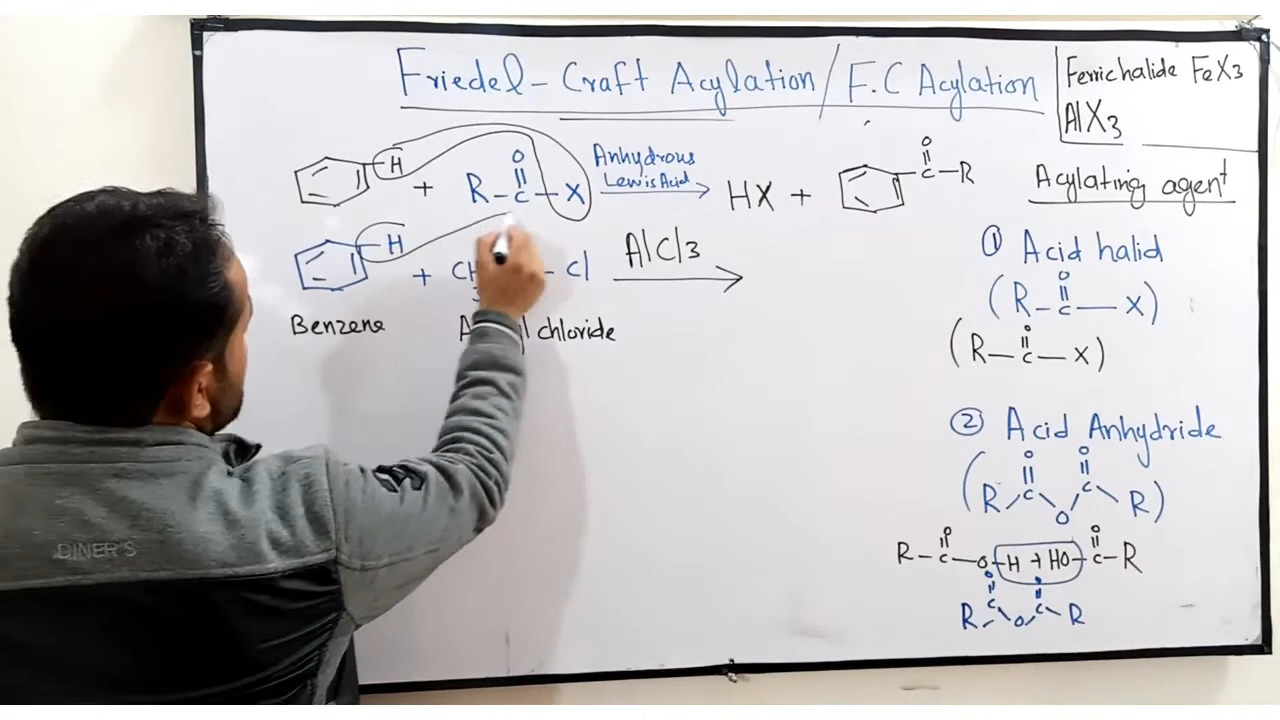 Friedel-Craft Acylation / F.C Acylation
Ferrichalide FeX3
AlX3
H + R-C-X
O
Anhydrous
Lewis Acid
HX +
O
C-R
Acylating agent
H + CH Cl
AlCl3
Benzene
chloride
① Acid halid
O
(R-C-X)
O
(R-C-X)
② Acid Anhydride
O O
(R C O C R)
O O
R-C-O-H + HO-C-R
O O
R C O C R
DINER'S